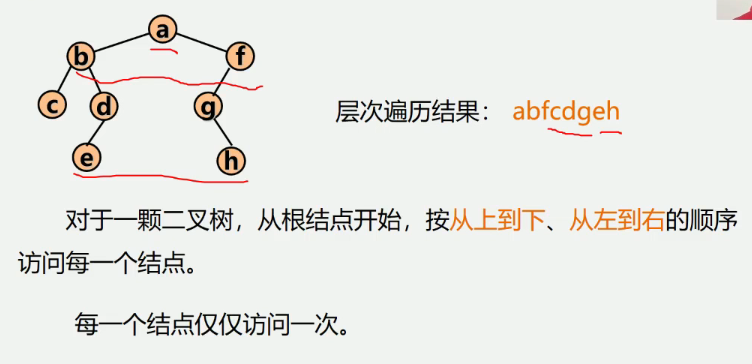 a
b
f
c
d
g
e
h
层次遍历结果： abfcdgeh
对于一颗二叉树，从根结点开始，按从上到下、从左到右的顺序
访问每一个结点。
每一个结点仅仅访问一次。